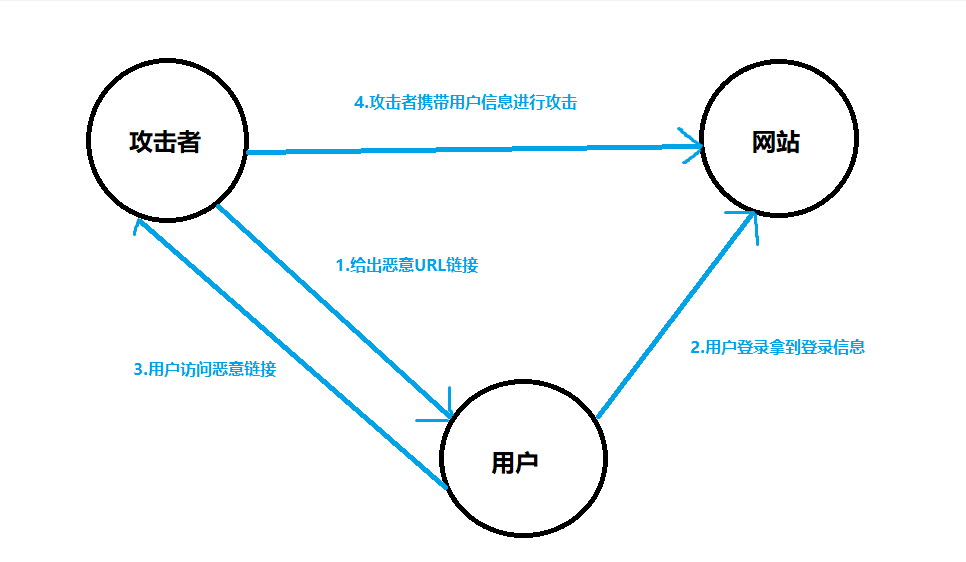 4.攻击者携带用户信息进行攻击
攻击者
网站
1.给出恶意URL链接
2.用户登录拿到登录信息
3.用户访问恶意链接
用户